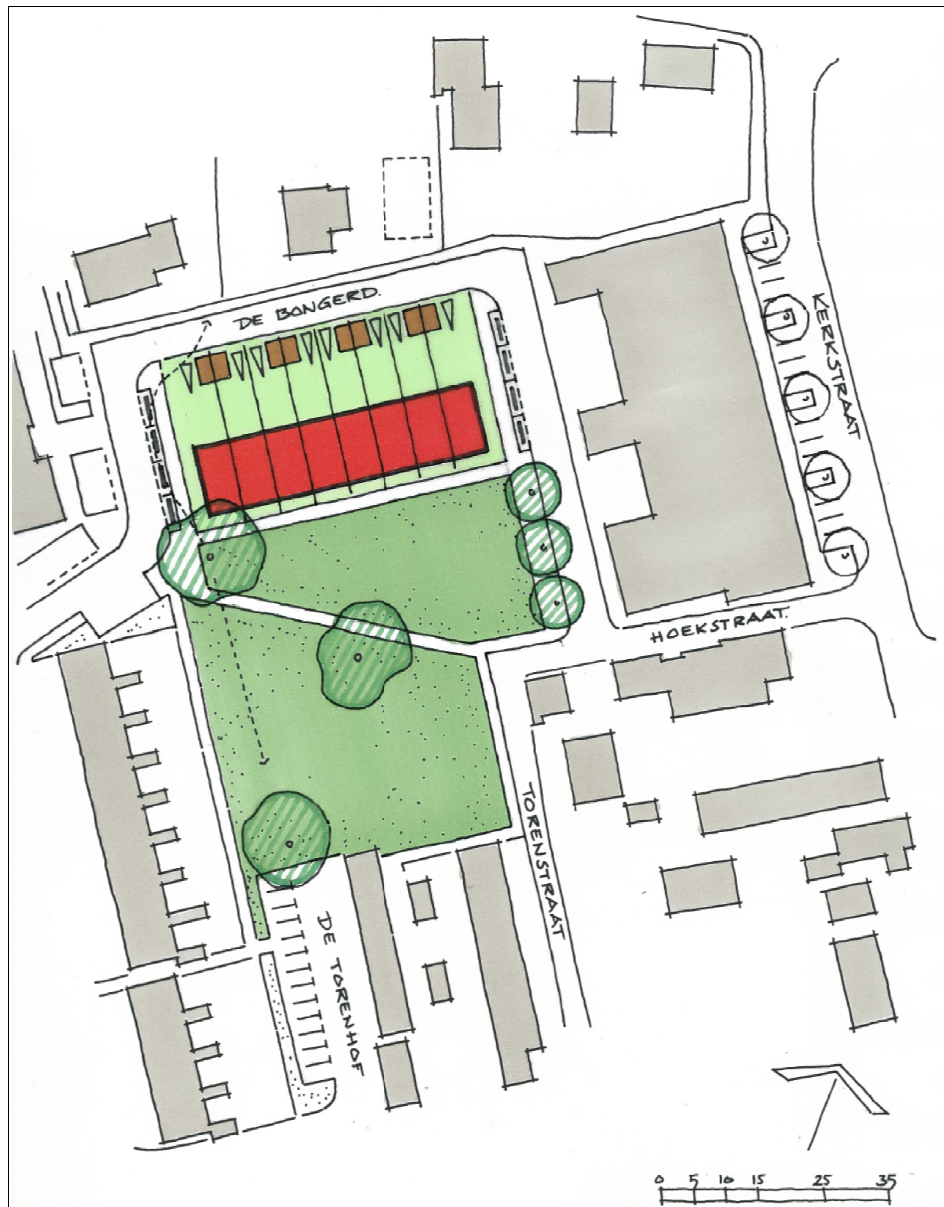 DE BONGERD.
KERKSTRAAT
HOEKSTRAAT.
TORENSTRAAT
DE TORENHOF
0 5 10 15 25 35